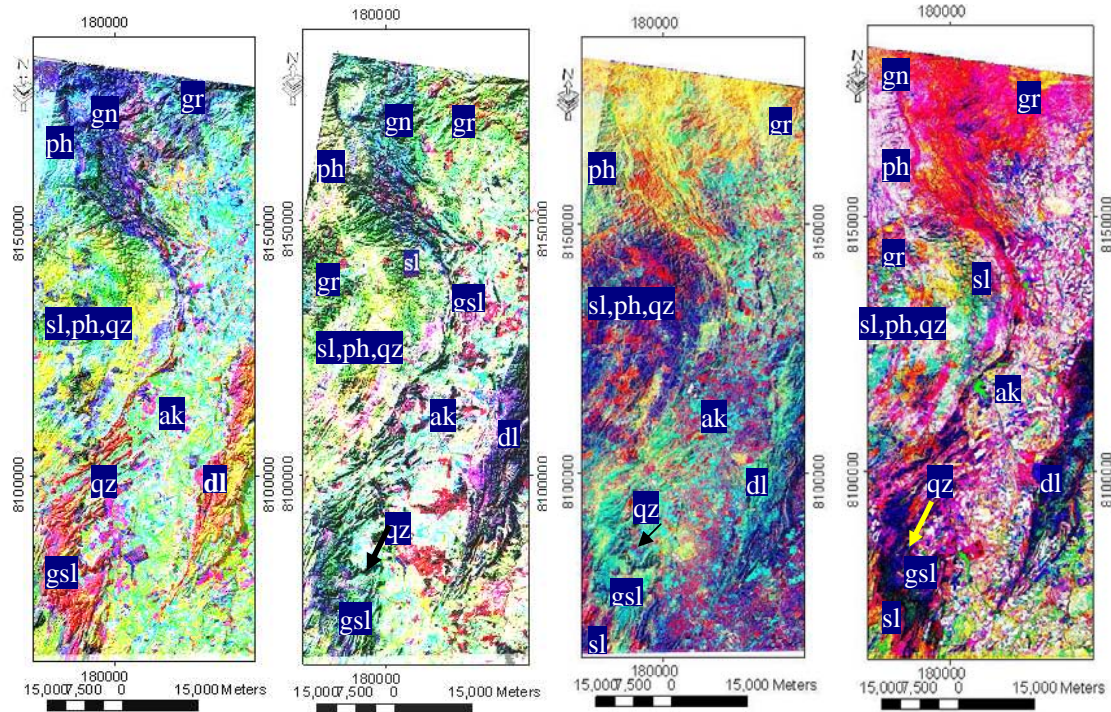 180000
N
gn
gr
ph
8150000
sl,ph,qz
ak
8100000
qz
dl
gsl
180000
15,000 7,500 0 15,000 Meters
180000
N
gn
gr
ph
8150000
sl
gr
gsl
sl,ph,qz
ak
dl
8100000
qz
gsl
180000
15,000 7,500 0 15,000 Meters
180000
N
gr
ph
8150000
sl,ph,qz
ak
8100000
dl
qz
gsl
sl
180000
15,000 7,500 0 15,000 Meters
180000
N
gn
gr
ph
8150000
gr
sl
sl,ph,qz
ak
8100000
qz
dl
gsl
sl
180000
15,000 7,500 0 15,000 Meters